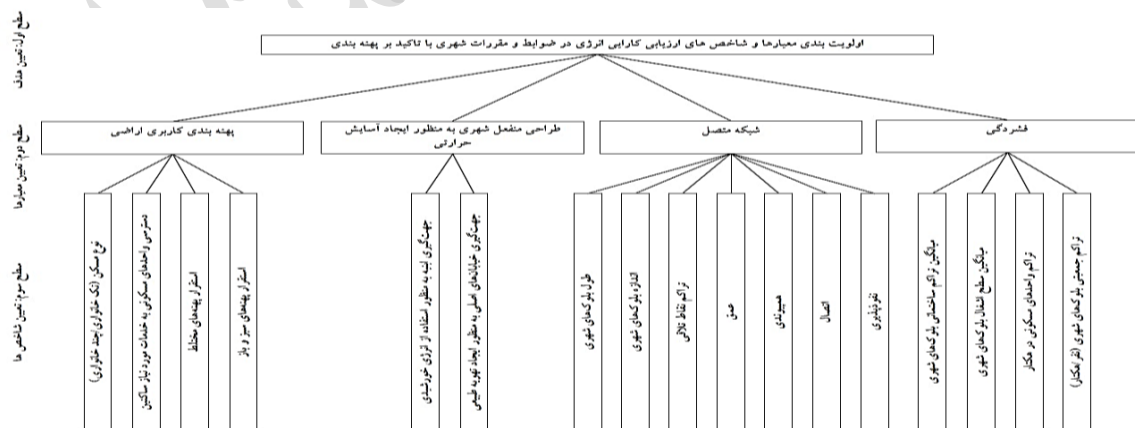 اولویت بندی معیارها و شاخص های ارزیابی کارایی انرژی در ضوابط و مقررات شهری با تاکید بر پهنه بندی
سطح اول: تعیین هدف
سطح دوم: تعیین معیارها
سطح سوم: تعیین شاخص ها
فشردگی
شبکه متصل
طراحی منفعل شهری به منظور ایجاد آسایش
حرارتی
پهنه بندی کاربری اراضی
تراکم جمعیتی بلوک‌های شهری (نفر/هکتار)
تراکم واحدهای مسکونی در هکتار
میانگین سطح اشغال بلوک‌های شهری
میانگین تراکم ساختمانی بلوک‌های شهری
نفوذپذیری
اتصال
همپیوندی
عمق
تراکم نقاط تلاقی
اندازه بلوک‌های شهری
طول بلوک‌های شهری
جهت‌گیری خیابان‌های اصلی به منظور ایجاد تهویه طبیعی
جهت‌گیری ابنیه به منظور استفاده از انرژی خورشیدی
استقرار پهنه‌های سبز و باز
استقرار پهنه‌های مختلط
دسترسی واحدهای مسکونی به خدمات مورد نیاز ساکنین
نوع مسکن (تک خانواری/چند خانواری)